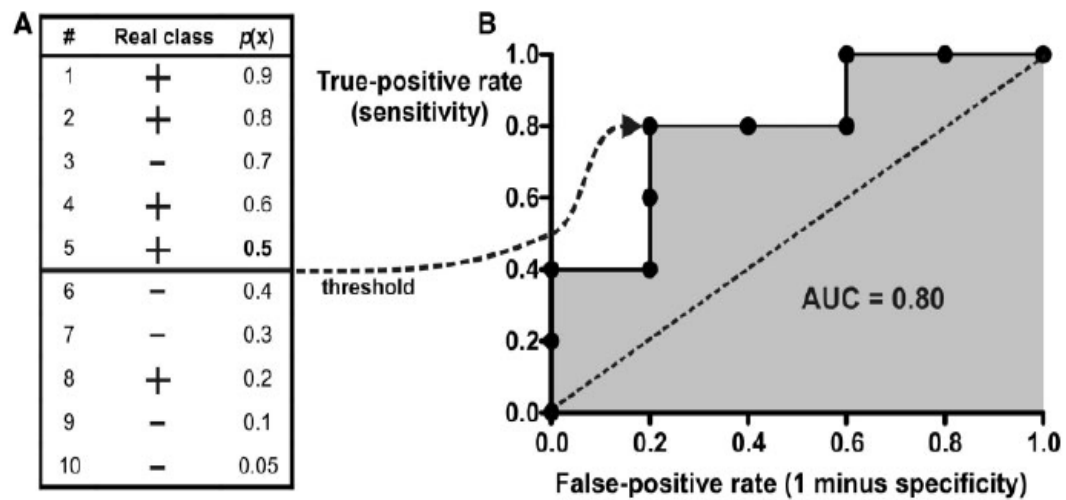 A
# Real class p(x)
1 + 0.9
2 + 0.8
3 - 0.7
4 + 0.6
5 + 0.5
6 - 0.4
7 - 0.3
8 + 0.2
9 - 0.1
10 - 0.05
threshold
B
True-positive rate
(sensitivity)
1.0
0.8
0.6
0.4
0.2
0.0
AUC = 0.80
0.0 0.2 0.4 0.6 0.8 1.0
False-positive rate (1 minus specificity)